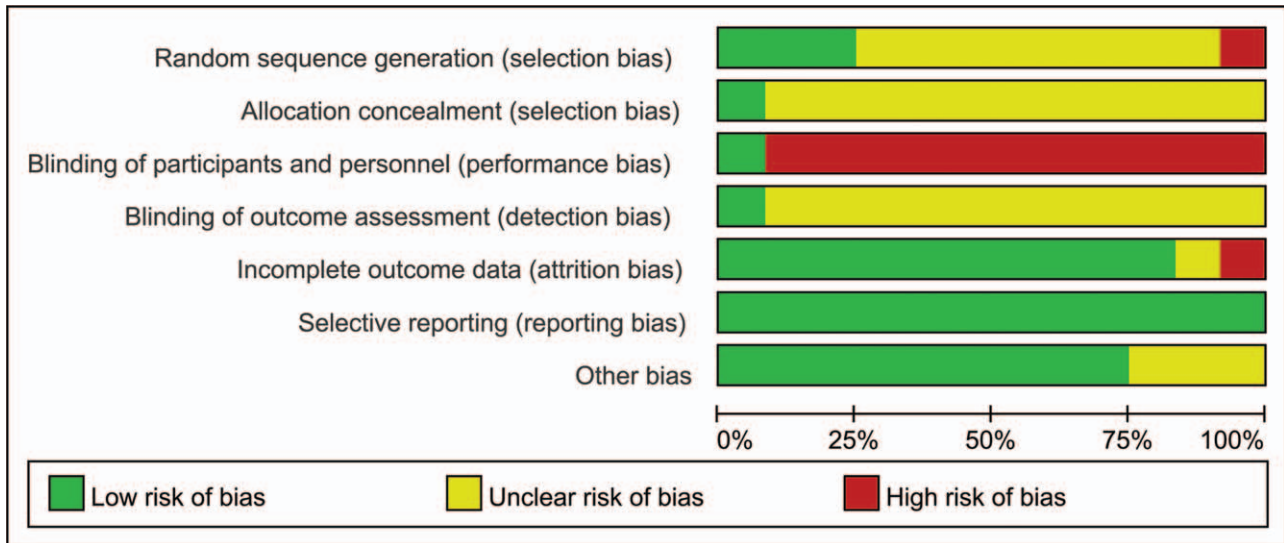 Random sequence generation (selection bias)
Allocation concealment (selection bias)
Blinding of participants and personnel (performance bias)
Blinding of outcome assessment (detection bias)
Incomplete outcome data (attrition bias)
Selective reporting (reporting bias)
Other bias
0% 25% 50% 75% 100%
Low risk of bias Unclear risk of bias High risk of bias